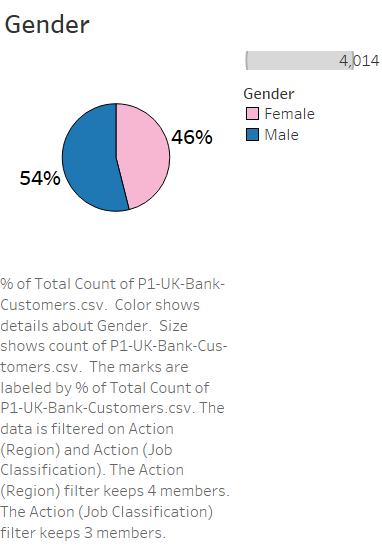 Gender
4,014
Gender
Female
Male
46%
54%
% of Total Count of P1-UK-Bank-
Customers.csv.  Color shows
details about Gender.  Size
shows count of P1-UK-Bank-Cus-
tomers.csv.  The marks are
labeled by % of Total Count of
P1-UK-Bank-Customers.csv. The
data is filtered on Action
(Region) and Action (Job
Classification). The Action
(Region) filter keeps 4 members.
The Action (Job Classification)
filter keeps 3 members.